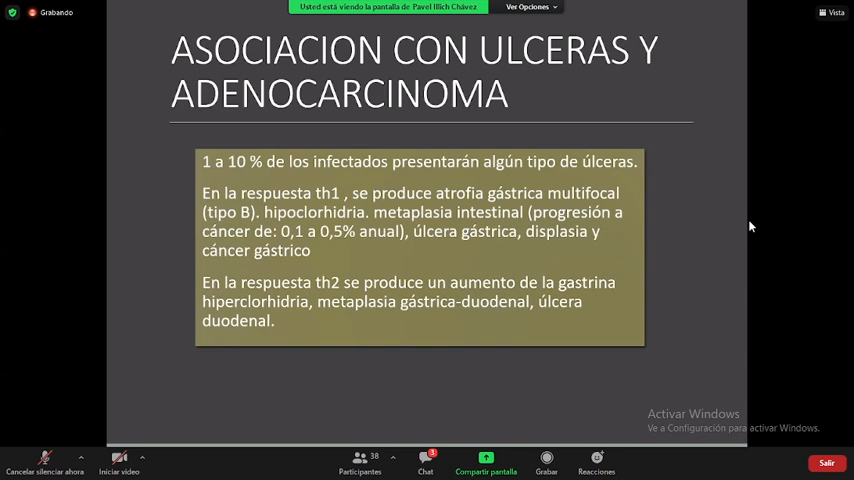 Grabando
Usted está viendo la pantalla de Pavel Illich Chávez
Ver Opciones
Vista
ASOCIACION CON ULCERAS Y
ADENOCARCINOMA
1 a 10 % de los infectados presentarán algún tipo de úlceras.
En la respuesta th1 , se produce atrofia gástrica multifocal
(tipo B). hipoclorhidria. metaplasia intestinal (progresión a
cáncer de: 0,1 a 0,5% anual), úlcera gástrica, displasia y
cáncer gástrico
En la respuesta th2 se produce un aumento de la gastrina
hiperclorhidria, metaplasia gástrica-duodenal, úlcera
duodenal.
Activar Windows
Ve a Configuración para activar Windows.
38
3
Cancelar silenciar ahora
Iniciar video
Participantes
Chat
Compartir pantalla
Grabar
Reacciones
Salir